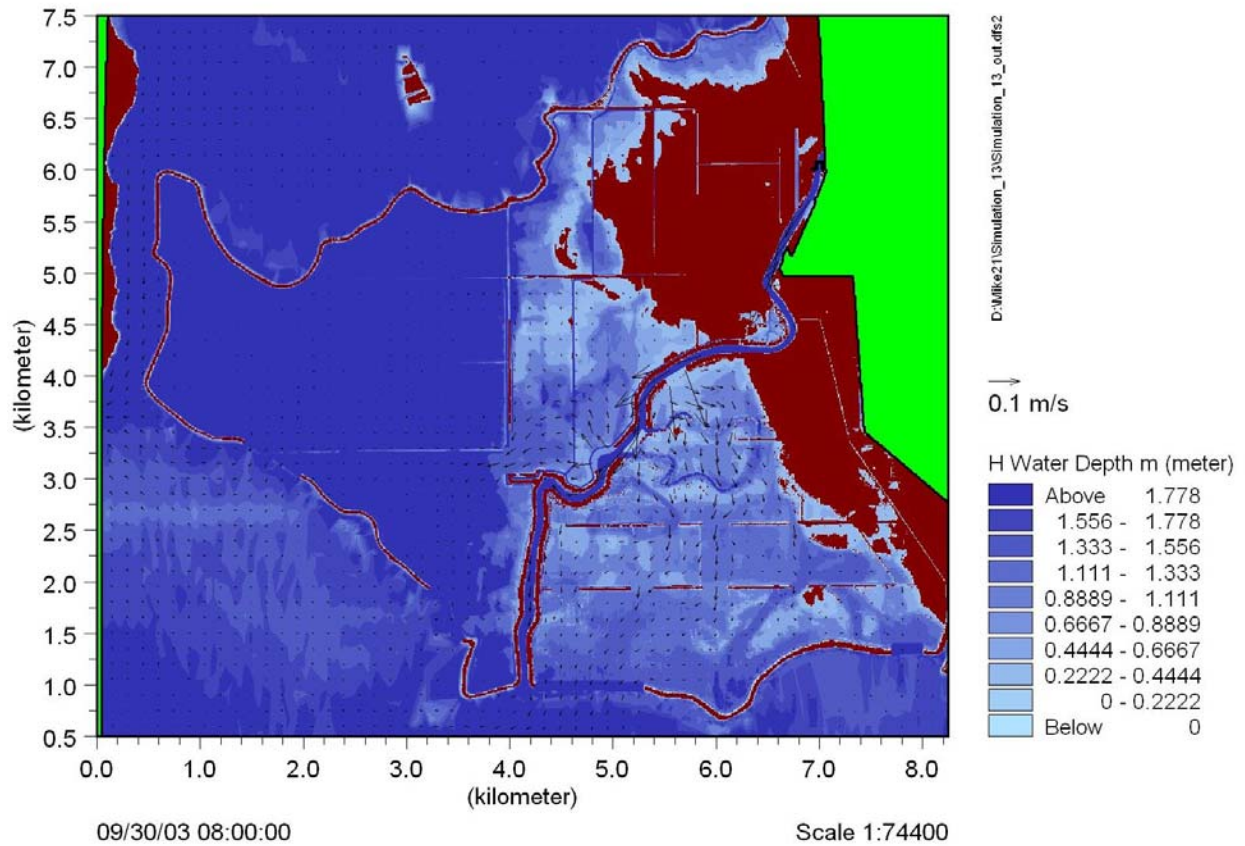 7.5
7.0
6.5
6.0
5.5
5.0
4.5
4.0
3.5
3.0
2.5
2.0
1.5
1.0
0.5
(kilometer)
0.0 1.0 2.0 3.0 4.0 5.0 6.0 7.0 8.0
(kilometer)
09/30/03 08:00:00
Scale 1:74400
D:\Mike21\Simulation_13\Simulation_13_out.dfs2
0.1 m/s
H Water Depth m (meter)
Above 1.778
1.556 - 1.778
1.333 - 1.556
1.111 - 1.333
0.8889 - 1.111
0.6667 - 0.8889
0.4444 - 0.6667
0.2222 - 0.4444
0 - 0.2222
Below 0